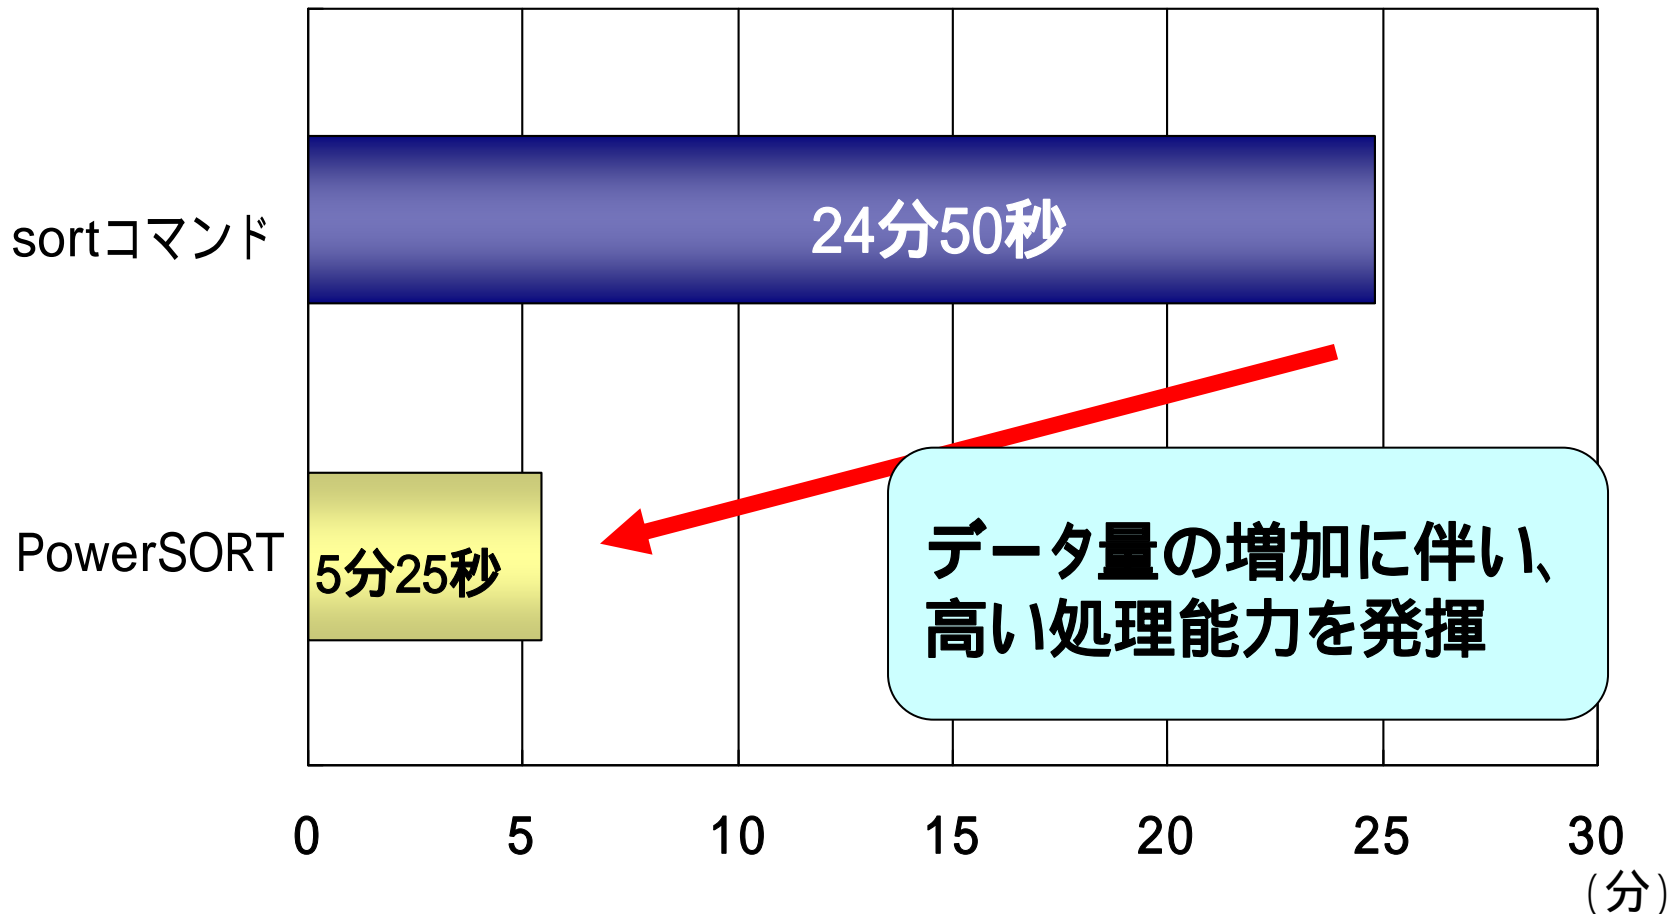 sortコマンド
24分50秒
PowerSORT
5分25秒
データ量の増加に伴い、
高い処理能力を発揮
0 5 10 15 20 25 30
(分)